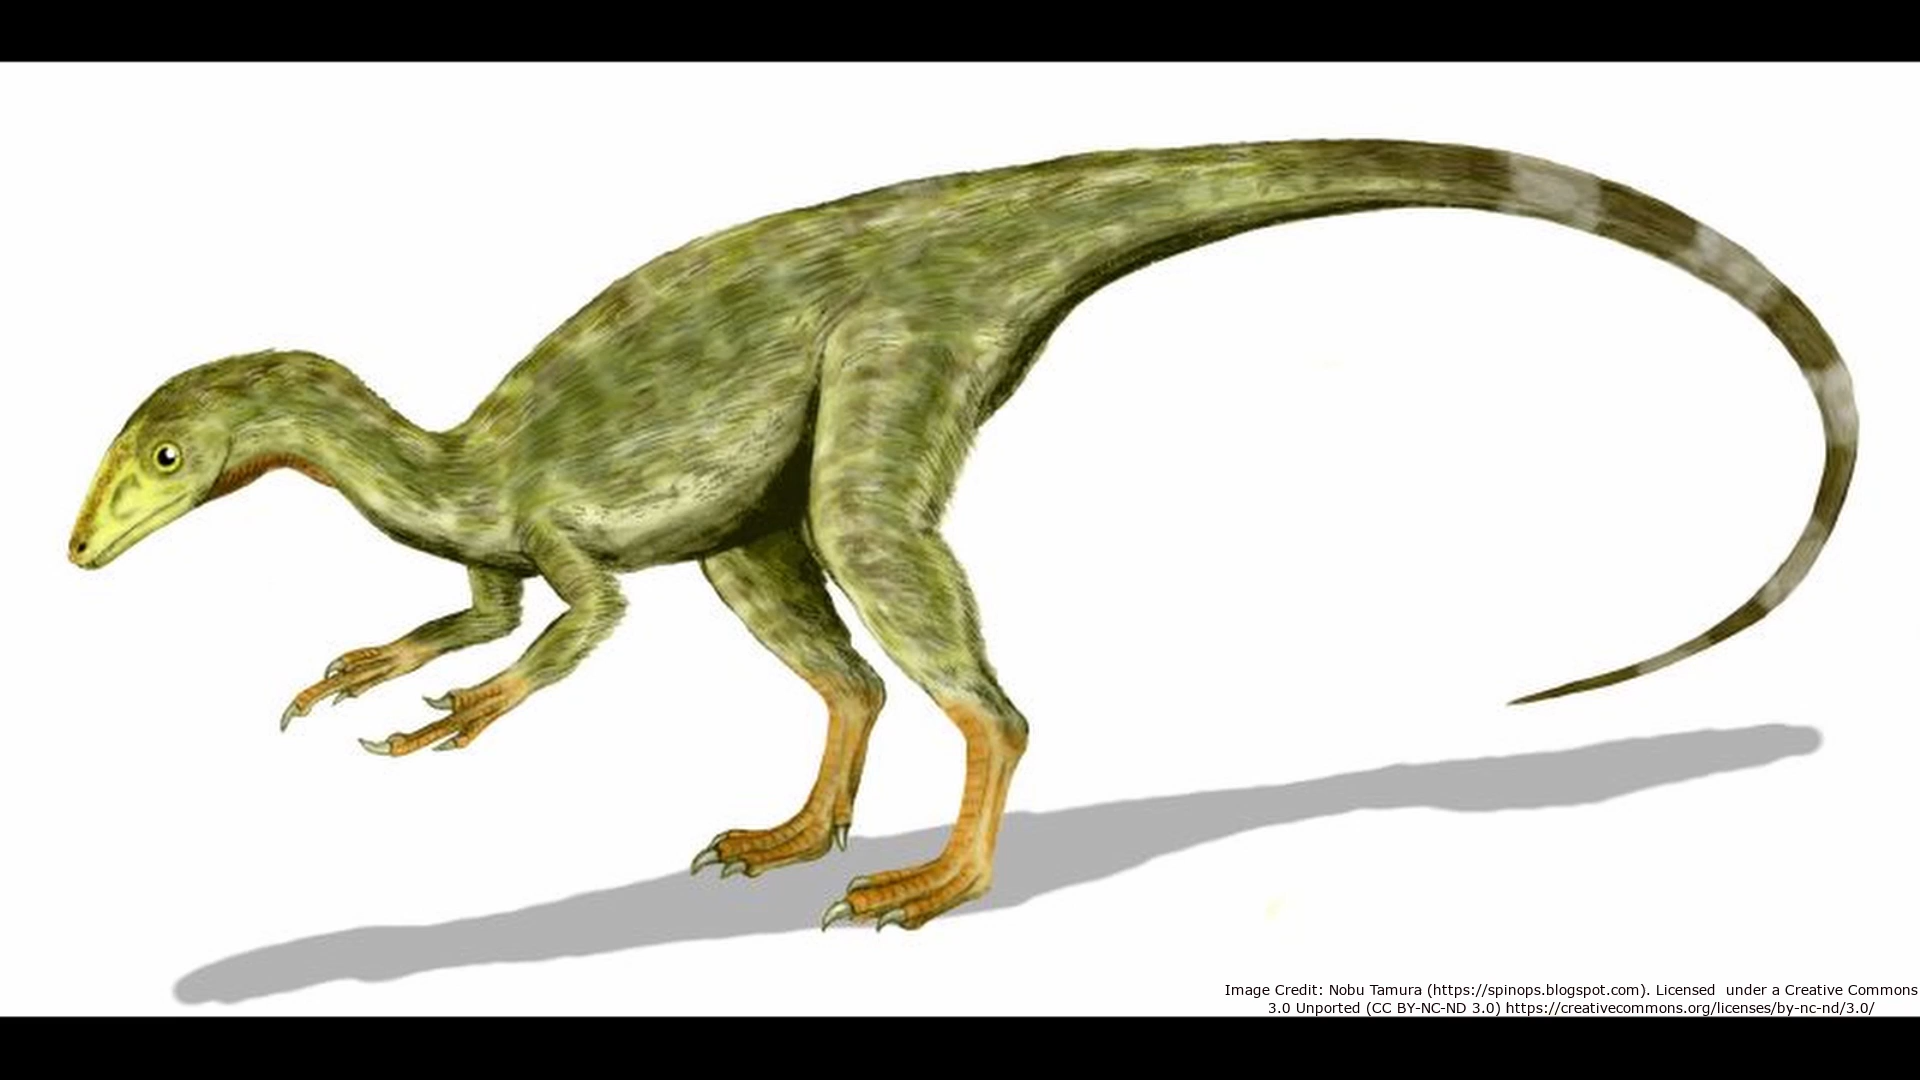 Image Credit: Nobu Tamura (https://spinops.blogspot.com). Licensed  under a Creative Commons
3.0 Unported (CC BY-NC-ND 3.0) https://creativecommons.org/licenses/by-nc-nd/3.0/